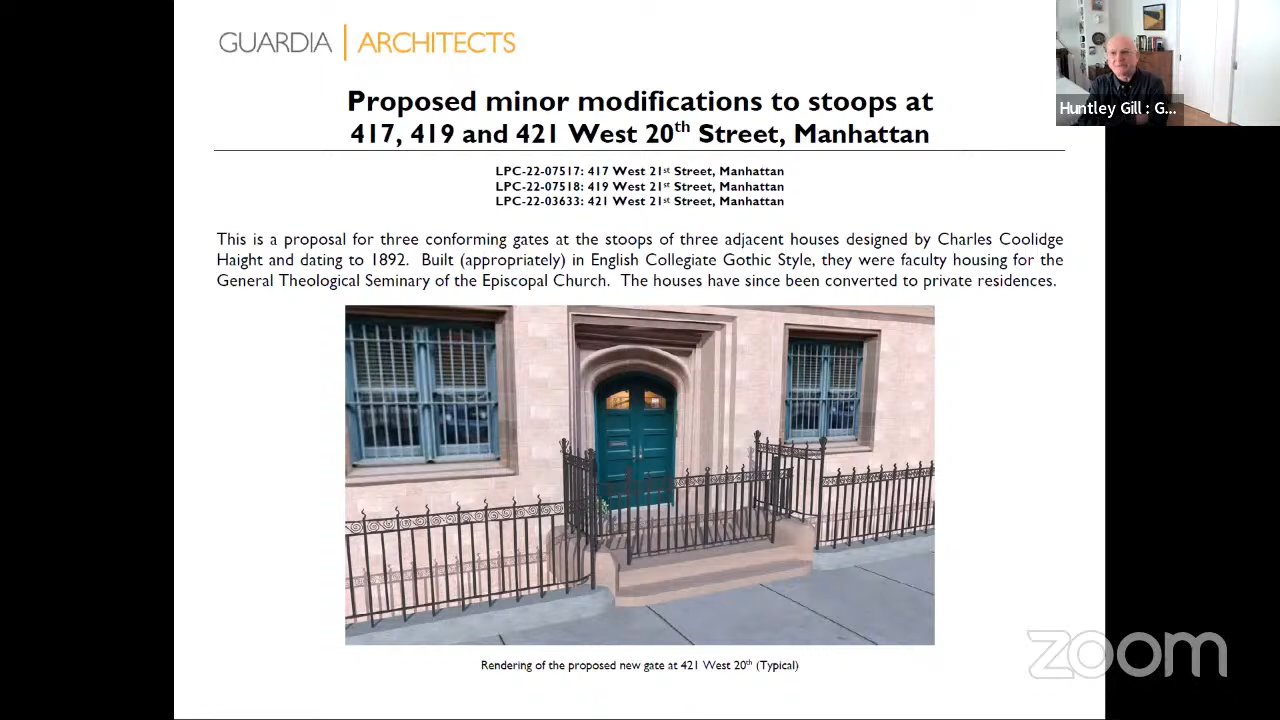 GUARDIA | ARCHITECTS
Huntley Gill : G...
Proposed minor modifications to stoops at
417, 419 and 421 West 20th Street, Manhattan
LPC-22-07517: 417 West 21st Street, Manhattan
LPC-22-07518: 419 West 21st Street, Manhattan
LPC-22-03633: 421 West 21st Street, Manhattan
This is a proposal for three conforming gates at the stoops of three adjacent houses designed by Charles Coolidge
Haight and dating to 1892. Built (appropriately) in English Collegiate Gothic Style, they were faculty housing for the
General Theological Seminary of the Episcopal Church. The houses have since been converted to private residences.
Rendering of the proposed new gate at 421 West 20th (Typical)
zoom